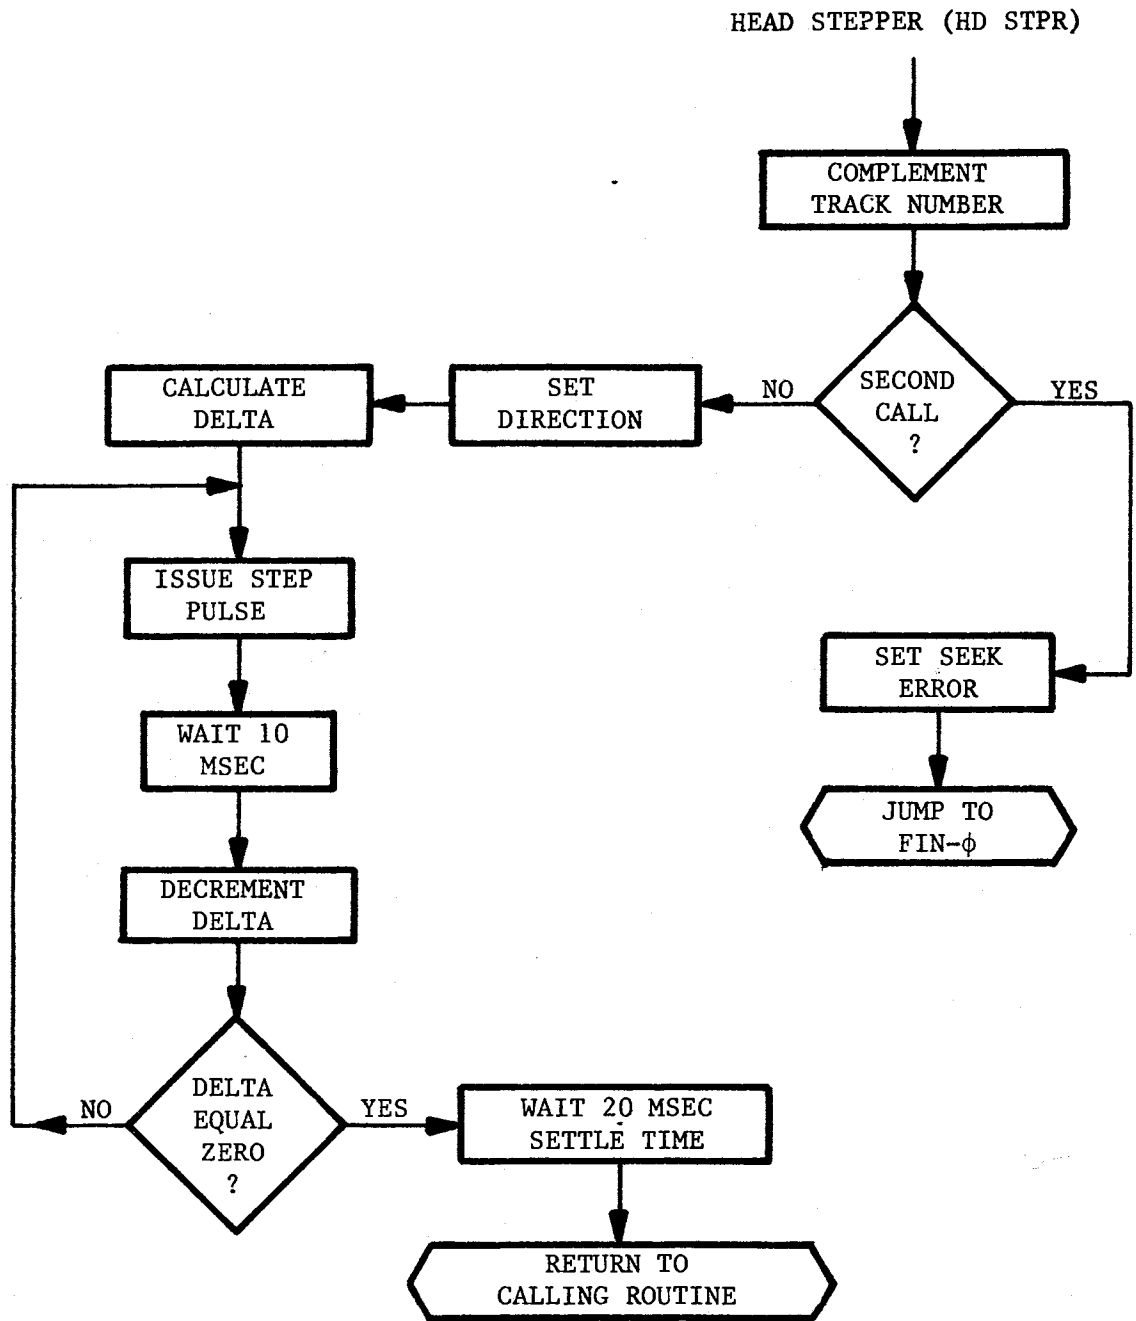 HEAD STEPPER (HD STPR)
COMPLEMENT
TRACK NUMBER
SECOND
CALL
?
NO
YES
SET
DIRECTION
CALCULATE
DELTA
ISSUE STEP
PULSE
WAIT 10
MSEC
DECREMENT
DELTA
DELTA
EQUAL
ZERO
?
NO
YES
WAIT 20 MSEC
SETTLE TIME
RETURN TO
CALLING ROUTINE
SET SEEK
ERROR
JUMP TO
FIN-ϕ